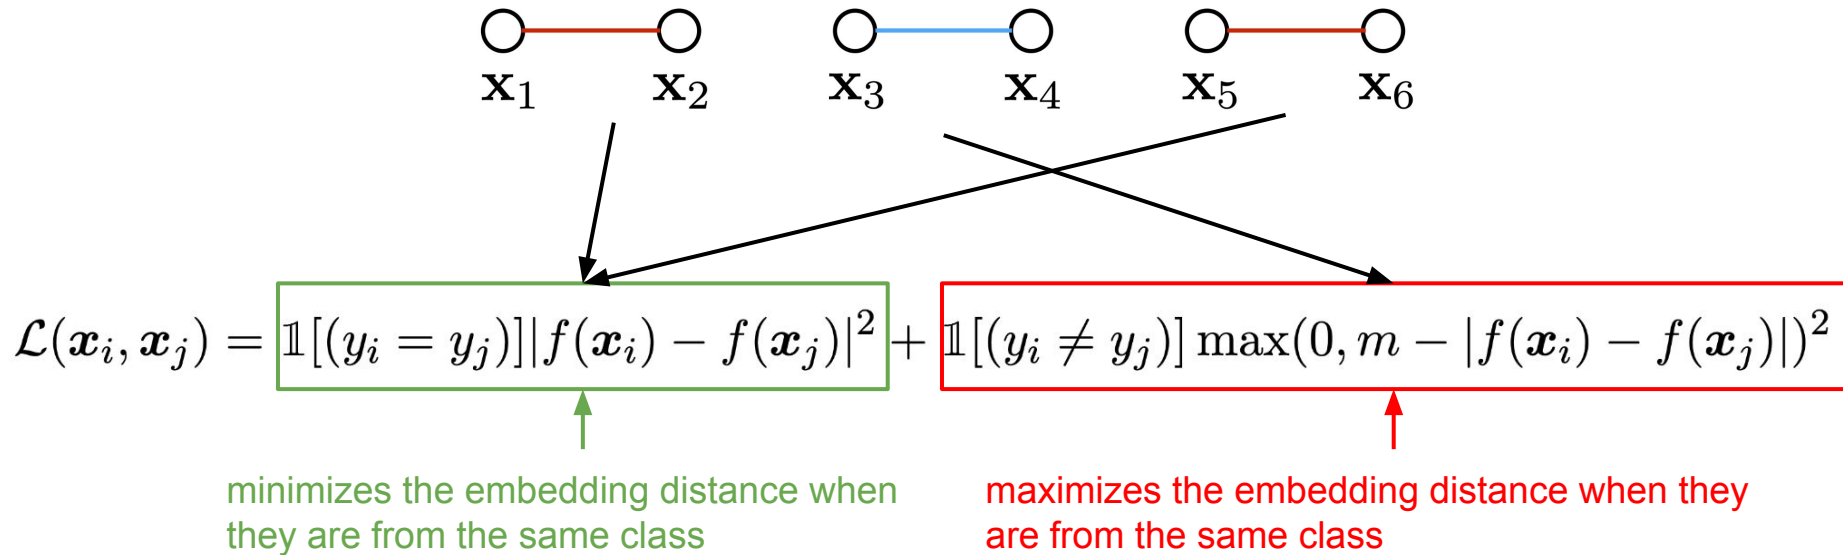 x₁ x₂ x₃ x₄ x₅ x₆
𝓛(𝒙ᵢ, 𝒙ⱼ) = 𝟙[(yᵢ = yⱼ)]|f(𝒙ᵢ) − f(𝒙ⱼ)|² + 𝟙[(yᵢ ≠ yⱼ)] max(0, m − |f(𝒙ᵢ) − f(𝒙ⱼ)|)²
minimizes the embedding distance when
they are from the same class
maximizes the embedding distance when they
are from the same class